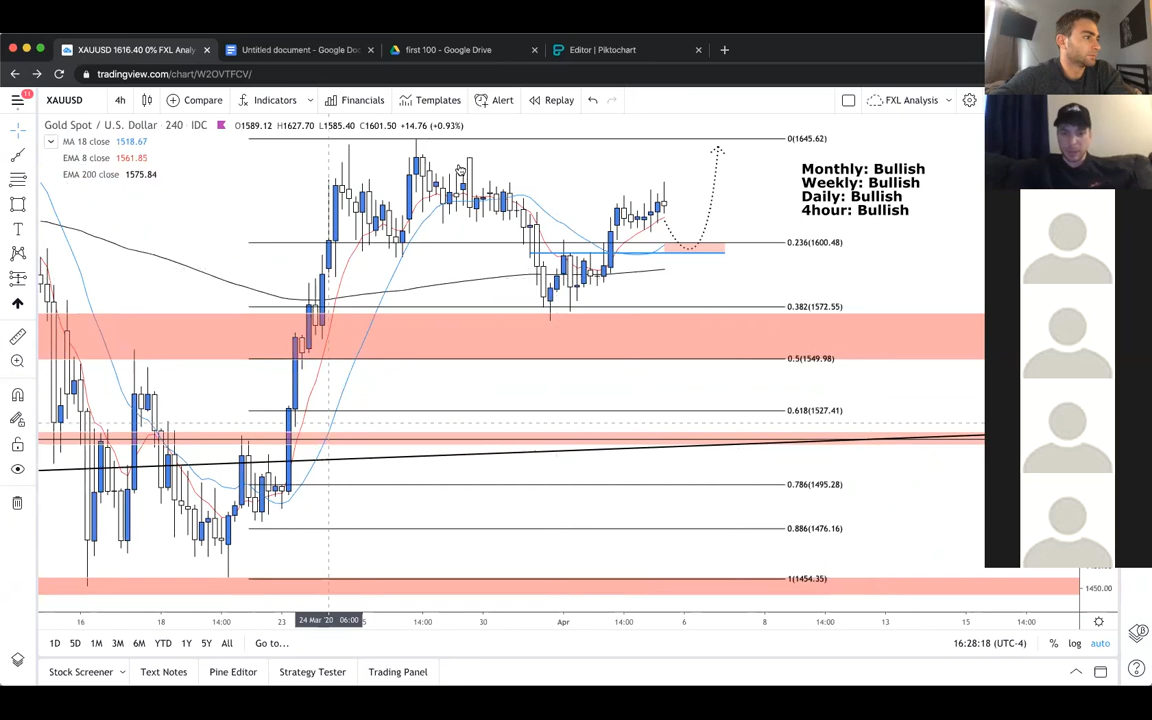 XAUUSD 1616.40 0% FXL Analy
Untitled document - Google Doc
first 100 - Google Drive
Editor | Piktochart
tradingview.com/chart/W2OVTFCV/
11
XAUUSD
4h
Compare
Indicators
Financials
Templates
Alert
Replay
FXL Analysis
Gold Spot / U.S. Dollar · 240 · IDC
O1589.12 H1627.70 L1585.40 C1601.50 +14.76 (+0.93%)
MA 18 close 1518.67
EMA 8 close 1561.85
EMA 200 close 1575.84
0(1645.62)
Monthly: Bullish
Weekly: Bullish
Daily: Bullish
4hour: Bullish
0.236(1600.48)
0.382(1572.55)
0.5(1549.98)
0.618(1527.41)
0.786(1495.28)
0.886(1476.16)
1(1454.35)
1450.00
16
18
14:00
23
24 Mar '20 06:00
5
14:00
30
Apr
14:00
6
8
14:00
13
15
14:00
1D 5D 1M 3M 6M YTD 1Y 5Y All
Go to...
16:28:18 (UTC-4)
% log auto
Stock Screener
Text Notes
Pine Editor
Strategy Tester
Trading Panel